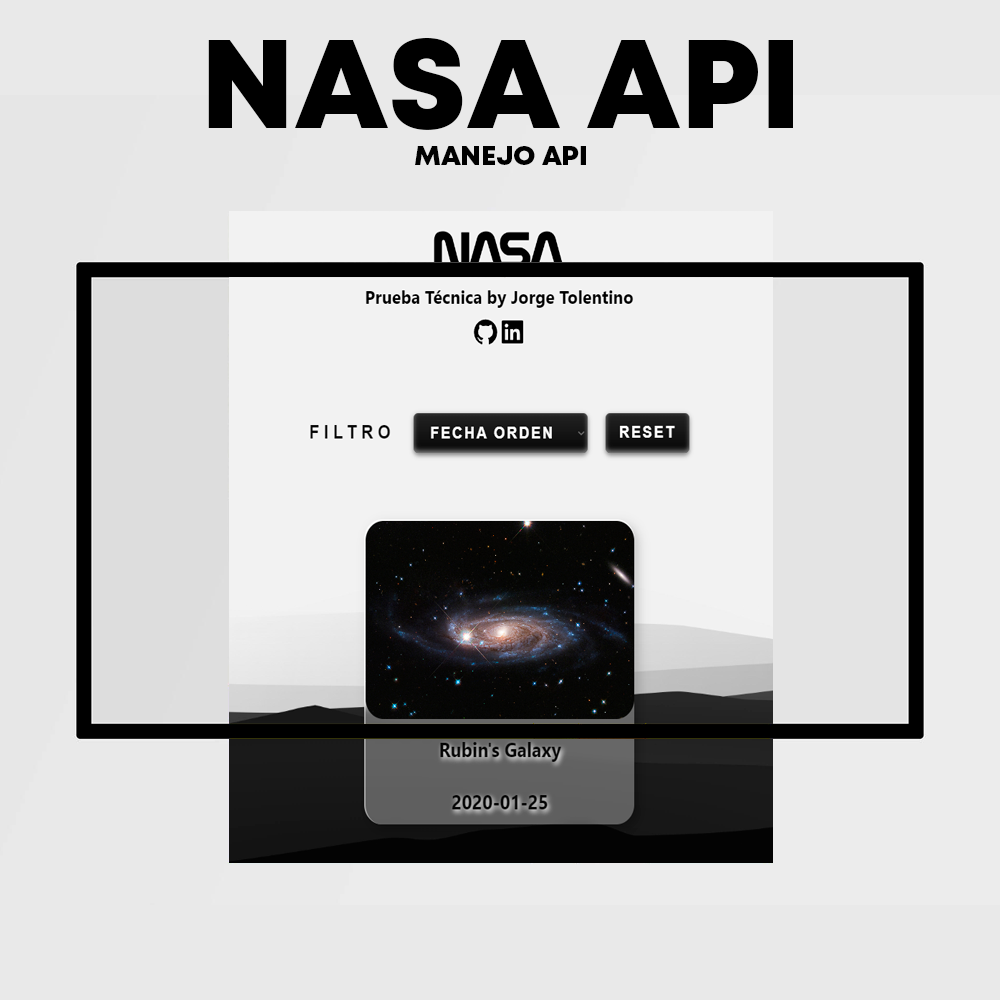 NASA API
MANEJO API
NASA
Prueba Técnica by Jorge Tolentino
in
FILTRO FECHA ORDEN RESET
Rubin's Galaxy
2020-01-25